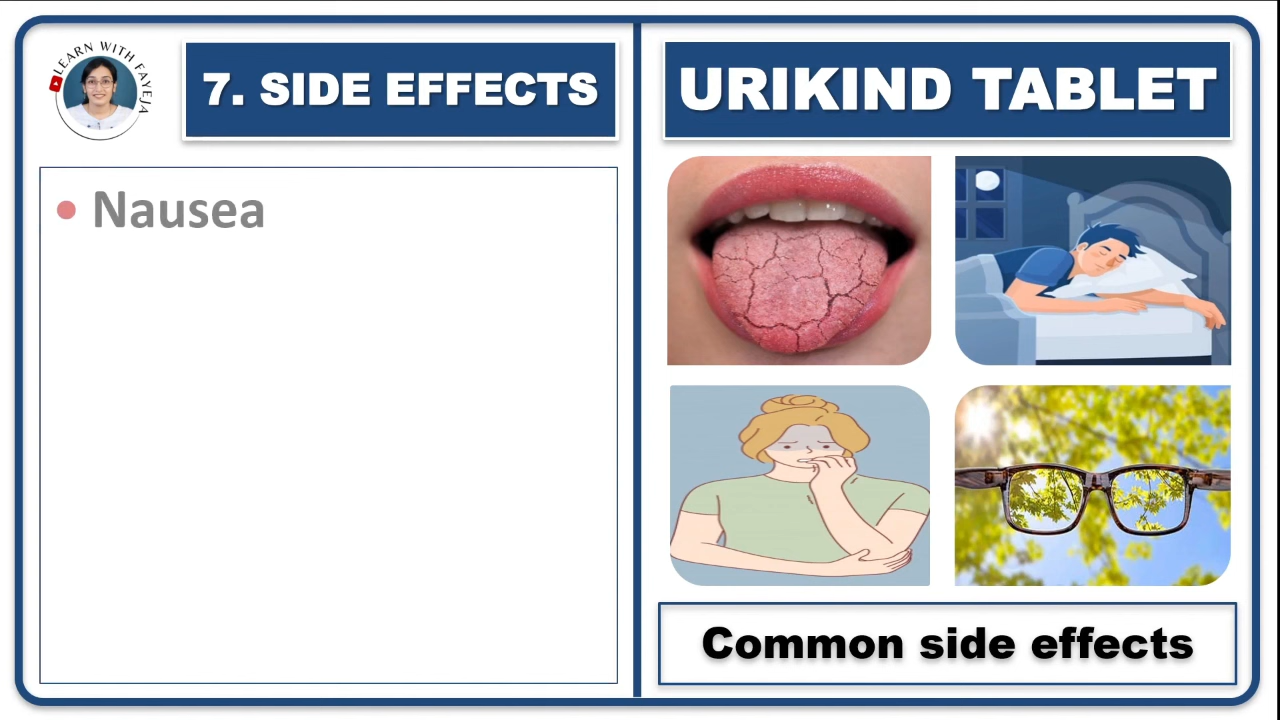 LEARN WITH FAYEJA
7. SIDE EFFECTS
• Nausea
URIKIND TABLET
Common side effects